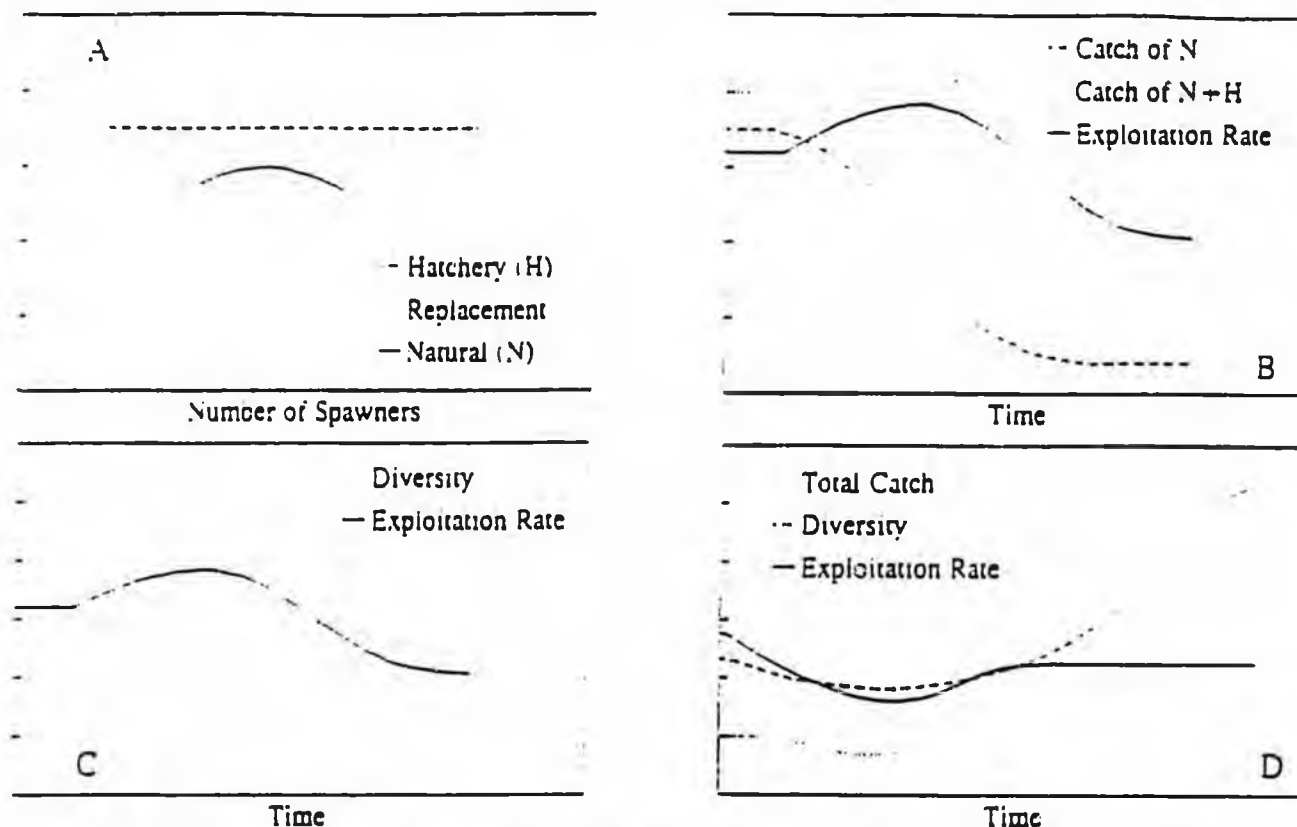 A
Hatchery (H)
Replacement
Natural (N)
Number of Spawners
Catch of N
Catch of N+H
Exploitation Rate
B
Time
Diversity
Exploitation Rate
C
Time
Total Catch
Diversity
Exploitation Rate
D
Time